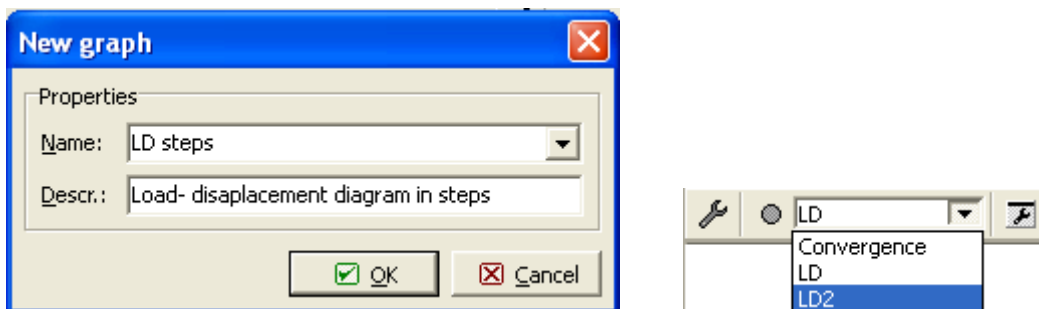 New graph
Properties
Name: LD steps
Descr.: Load- disaplacement diagram in steps
OK Cancel
LD
Convergence
LD
LD2